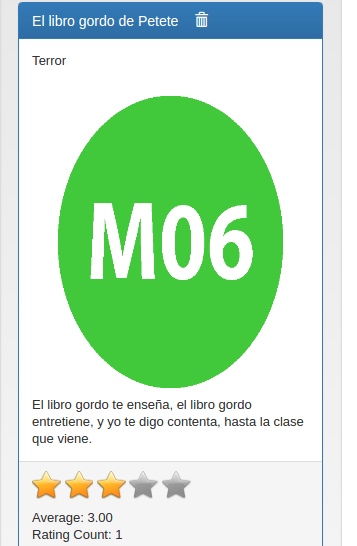 El libro gordo de Petete
Terror
M06
El libro gordo te enseña, el libro gordo
entretiene, y yo te digo contenta, hasta la clase
que viene.
Average: 3.00
Rating Count: 1